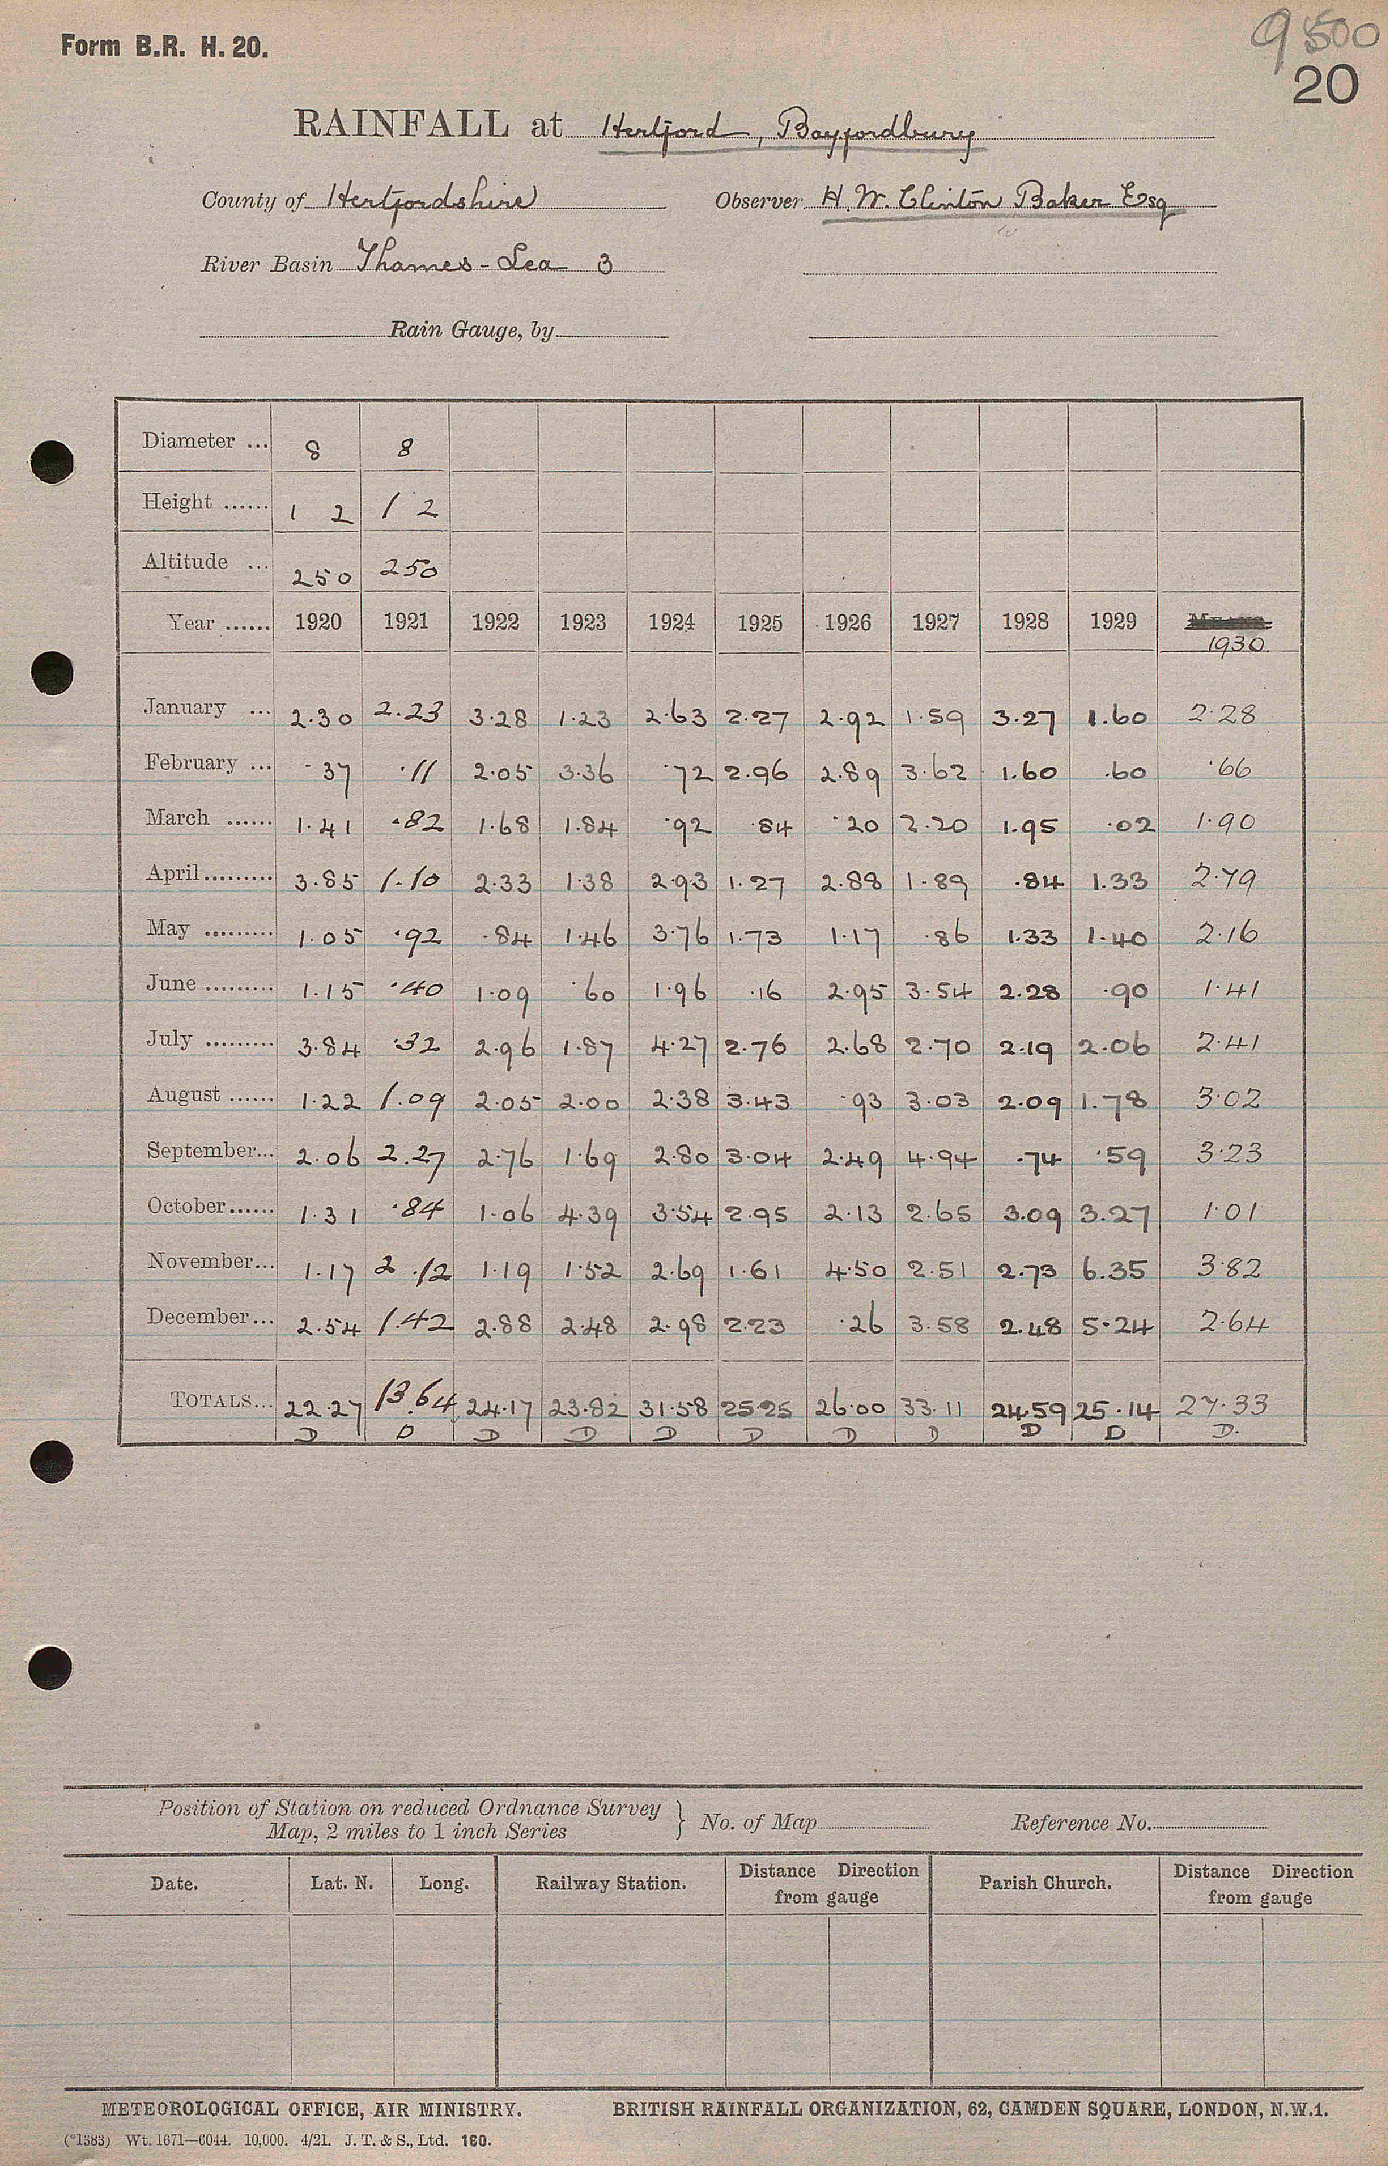 Form B.R. H. 20.
9500
20
RAINFALL at Hertford, Bayfordbury
County of Hertfordshire Observer H. W. Clinton Baker Esq
River Basin Thames - Lea 3
Rain Gauge, by
Diameter ... 8 8
Height ...... 1 2 1 2
Altitude ... 250 250
Year ...... 1920 1921 1922 1923 1924 1925 1926 1927 1928 1929 1930
January ... 2.30 2.23 3.28 1.23 2.63 2.27 2.92 1.59 3.27 1.60 2.28
February ... .37 .11 2.05 3.36 .72 2.96 2.89 3.62 1.60 .60 .66
March ...... 1.41 .82 1.68 1.84 .92 .84 .20 2.20 1.95 .02 1.90
April ......... 3.85 1.10 2.33 1.38 2.93 1.27 2.88 1.89 .84 1.33 2.79
May ......... 1.05 .92 .84 1.46 3.76 1.73 1.17 .86 1.33 1.40 2.16
June ......... 1.15 .40 1.09 .60 1.96 .16 2.95 3.54 2.28 .90 1.41
July ......... 3.84 .32 2.96 1.87 4.27 2.76 2.68 2.70 2.19 2.06 2.41
August ...... 1.22 1.09 2.05 2.00 2.38 3.43 .93 3.03 2.09 1.78 3.02
September... 2.06 2.27 2.76 1.69 2.80 3.04 2.49 4.94 .74 .59 3.23
October...... 1.31 .84 1.06 4.39 3.54 2.95 2.13 2.65 3.09 3.27 1.01
November... 1.17 2.12 1.19 1.52 2.69 1.61 4.50 2.51 2.73 6.35 3.82
December... 2.54 1.42 2.88 2.48 2.98 2.23 .26 3.58 2.48 5.24 2.64
TOTALS... 22.27 13.64 24.17 23.82 31.58 25.25 26.00 33.11 24.59 25.14 27.33
D D D D D D D D D D D.
Position of Station on reduced Ordnance Survey
Map, 2 miles to 1 inch Series } No. of Map Reference No.
Date. Lat. N. Long. Railway Station. Distance Direction from gauge Parish Church. Distance Direction from gauge
METEOROLOGICAL OFFICE, AIR MINISTRY. BRITISH RAINFALL ORGANIZATION, 62, CAMDEN SQUARE, LONDON, N.W.1.
(*1383) Wt. 1671—6044. 10,000. 4/21. J. T. & S., Ltd. 180.